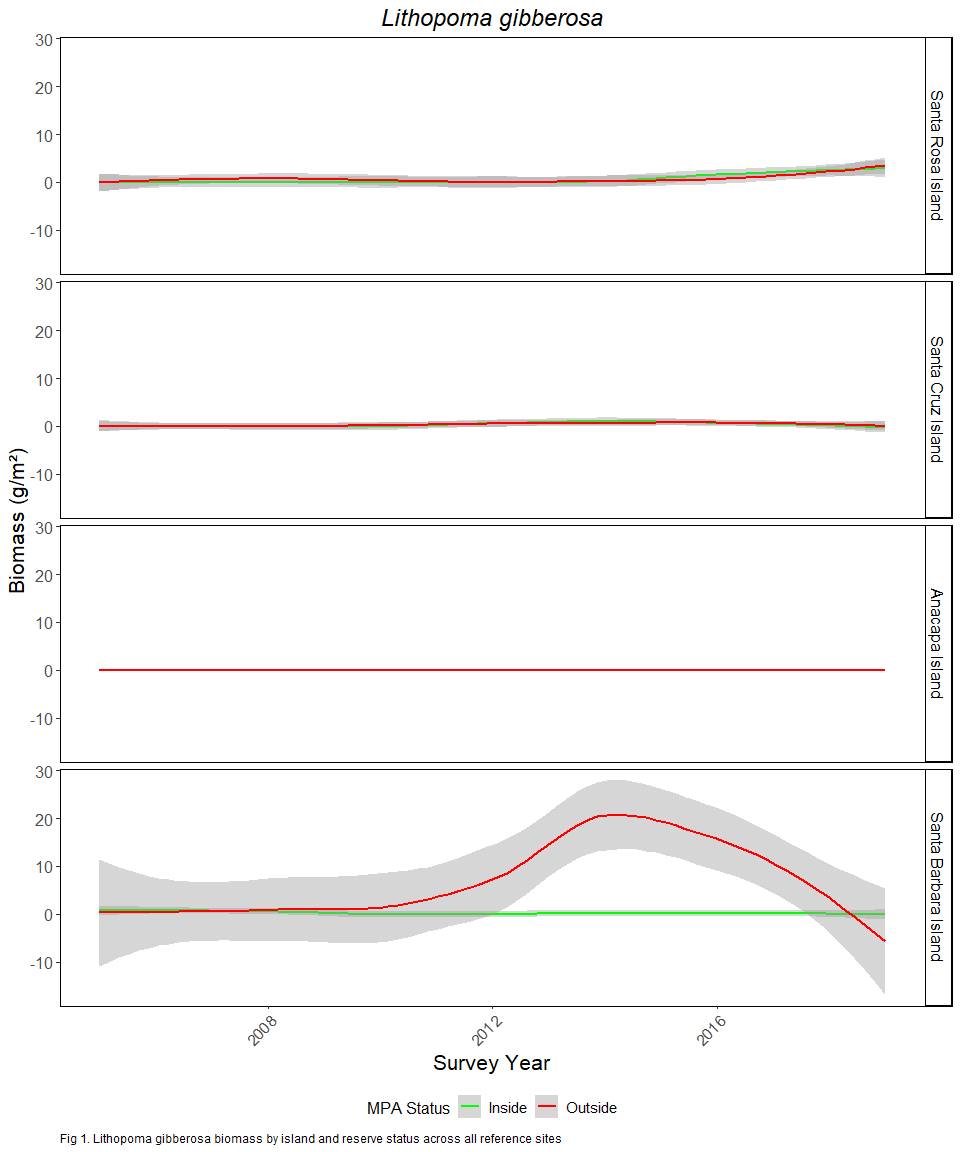 Lithopoma gibberosa
30
20
10
0
-10
Santa Rosa Island
30
20
10
0
-10
Santa Cruz Island
30
20
10
0
-10
Anacapa Island
30
20
10
0
-10
Santa Barbara Island
Biomass (g/m²)
2008
2012
2016
Survey Year
MPA Status Inside Outside
Fig 1. Lithopoma gibberosa biomass by island and reserve status across all reference sites